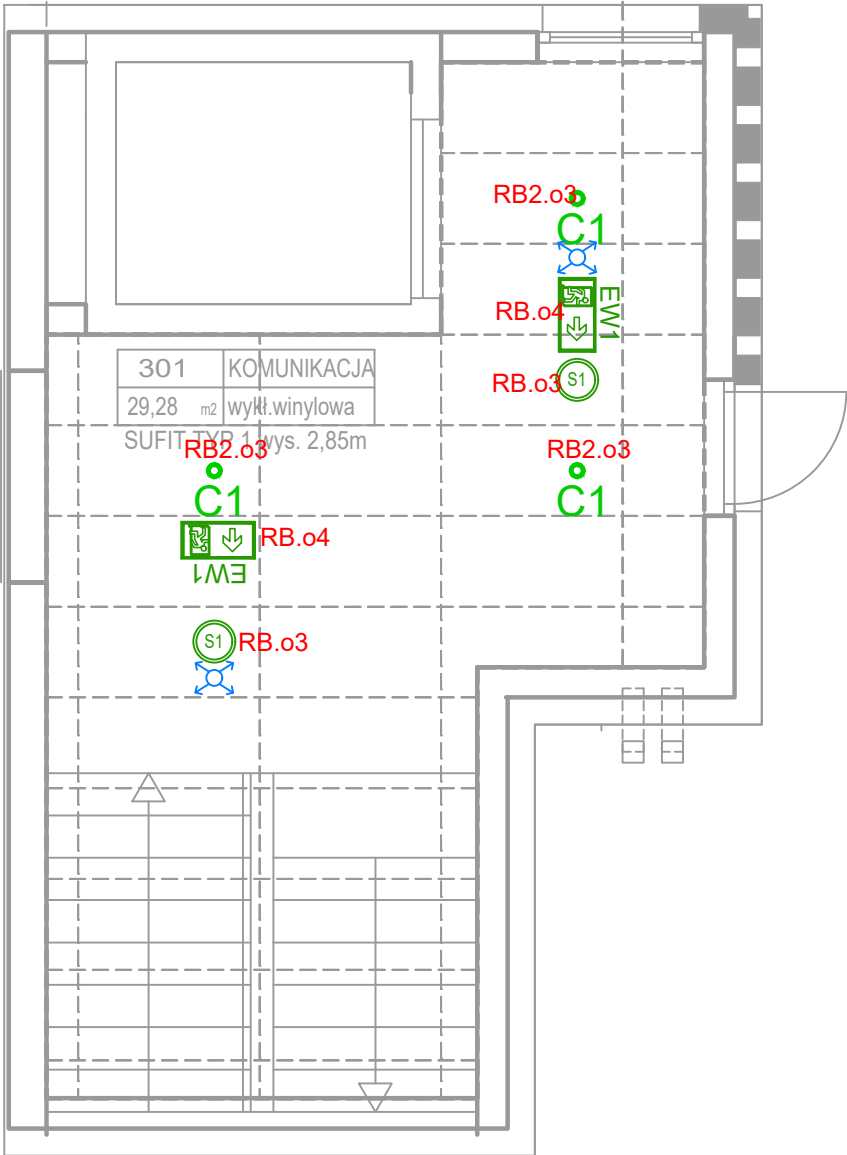 RB2.o3
C1
RB.o4
EW1
RB.o3
S1
301 KOMUNIKACJA
29,28 m2 wykł.winylowa
SUFIT TYP 1 wys. 2,85m
RB2.o3
C1
RB2.o3
C1
RB.o4
EW1
S1
RB.o3